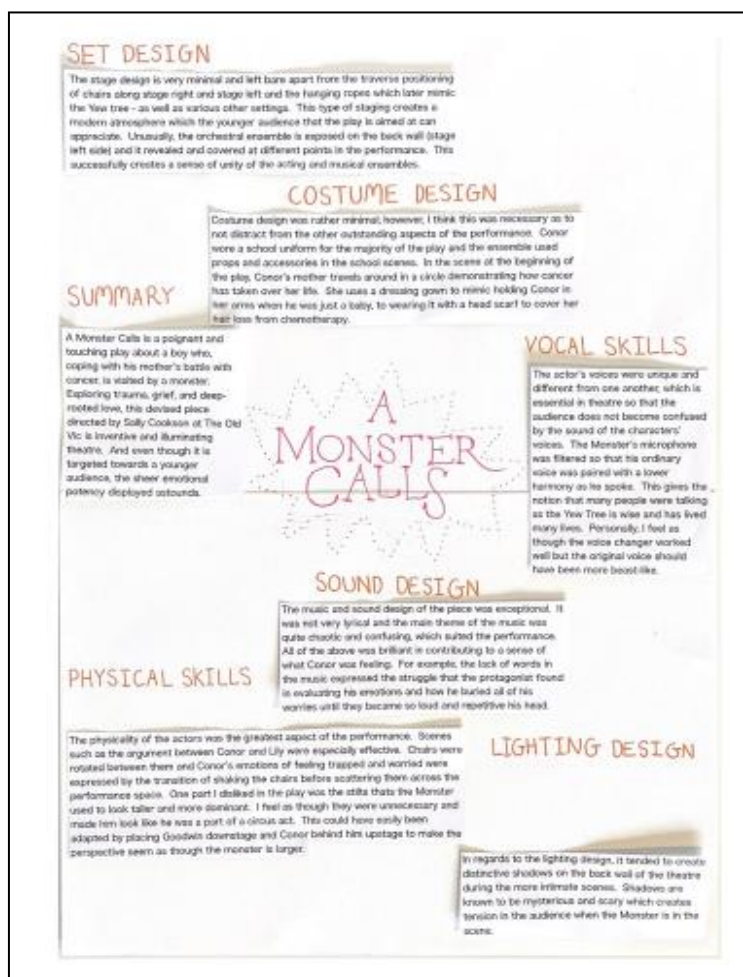 SET DESIGN
The stage design is very minimal and left bare apart from the traverse positioning
of chairs along stage right and stage left and the hanging ropes which later mimic
the Yew tree - as well as various other settings. This type of staging creates a
modern atmosphere which the younger audience that the play is aimed at can
appreciate. Unusually, the orchestral ensemble is exposed on the back wall (stage
left side) and it revealed and covered at different points in the performance. This
successfully creates a sense of unity of the acting and musical ensembles.
COSTUME DESIGN
Costume design was rather minimal, however, I think this was necessary as to
not distract from the other outstanding aspects of the performance. Conor
wore a school uniform for the majority of the play and the ensemble used
props and accessories in the school scenes. In the scene at the beginning of
the play, Conor's mother travels around in a circle demonstrating how cancer
has taken over her life. She uses a dressing gown to mimic holding Conor in
her arms when he was just a baby, to wearing it with a head scarf to cover her
her loss from chemotherapy.
SUMMARY
A Monster Calls is a poignant and
touching play about a boy who,
coping with his mother's battle with
cancer, is visited by a monster.
Exploring trauma, grief, and deep-
rooted love, this devised piece
directed by Sally Cookson at The Old
Vic is inventive and illuminating
theatre. And even though it is
targeted towards a younger
audience, the sheer emotional
potency displayed astounds.
A
MONSTER
CALLS
VOCAL SKILLS
The actor's voices were unique and
different from one another, which is
essential in theatre so that the
audience does not become confused
by the sound of the characters'
voices. The Monster's microphone
was filtered so that his ordinary
voice was paired with a lower
harmony as he spoke. This gives the
notion that many people were talking
as the Yew Tree is wise and has lived
many lives. Personally, I feel as
though the voice changer worked
well but the original voice should
have been more beast-like.
SOUND DESIGN
The music and sound design of the piece was exceptional. It
was not very lyrical and the main theme of the music was
quite chaotic and confusing, which suited the performance.
All of the above was brilliant in contributing to a sense of
what Conor was feeling. For example, the lack of words in
the music expressed the struggle that the protagonist found
in evaluating his emotions and how he buried all of his
worries until they became so loud and repetitive his head.
PHYSICAL SKILLS
The physicality of the actors was the greatest aspect of the performance. Scenes
such as the argument between Conor and Lily were especially effective. Chairs were
rotated between them and Conor's emotions of feeling trapped and worried were
expressed by the transition of shaking the chairs before scattering them across the
performance space. One part I disliked in the play was the stilts thats the Monster
used to look taller and more dominant. I feel as though they were unnecessary and
made him look like he was a part of a circus act. This could have easily been
adapted by placing Goodwin downstage and Conor behind him upstage to make the
perspective seem as though the monster is larger.
LIGHTING DESIGN
In regards to the lighting design, it tended to create
distinctive shadows on the back wall of the theatre
during the more intimate scenes. Shadows are
known to be mysterious and scary which creates
tension in the audience when the Monster is in the
scene.